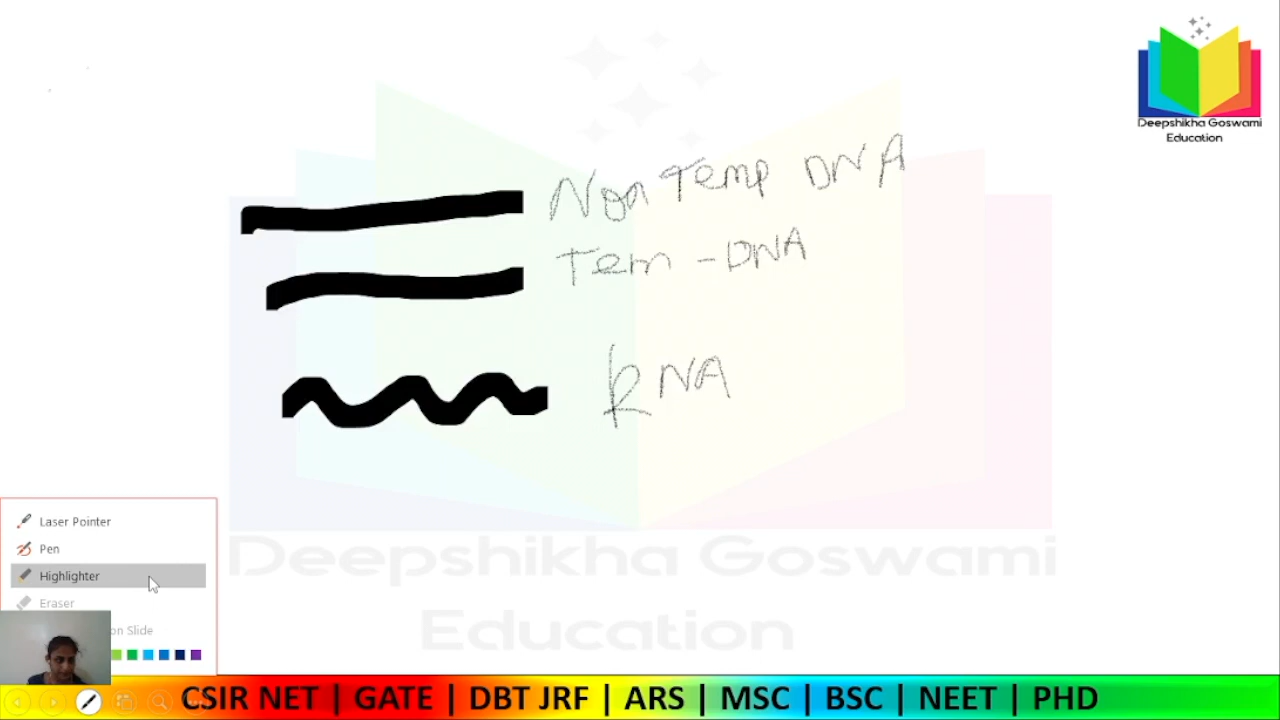 Deepshikha Goswami
Education
Non Temp DNA
Tem - DNA
RNA
Deepshikha Goswami
Education
Laser Pointer
Pen
Highlighter
Eraser
on Slide
CSIR NET | GATE | DBT JRF | ARS | MSC | BSC | NEET | PHD